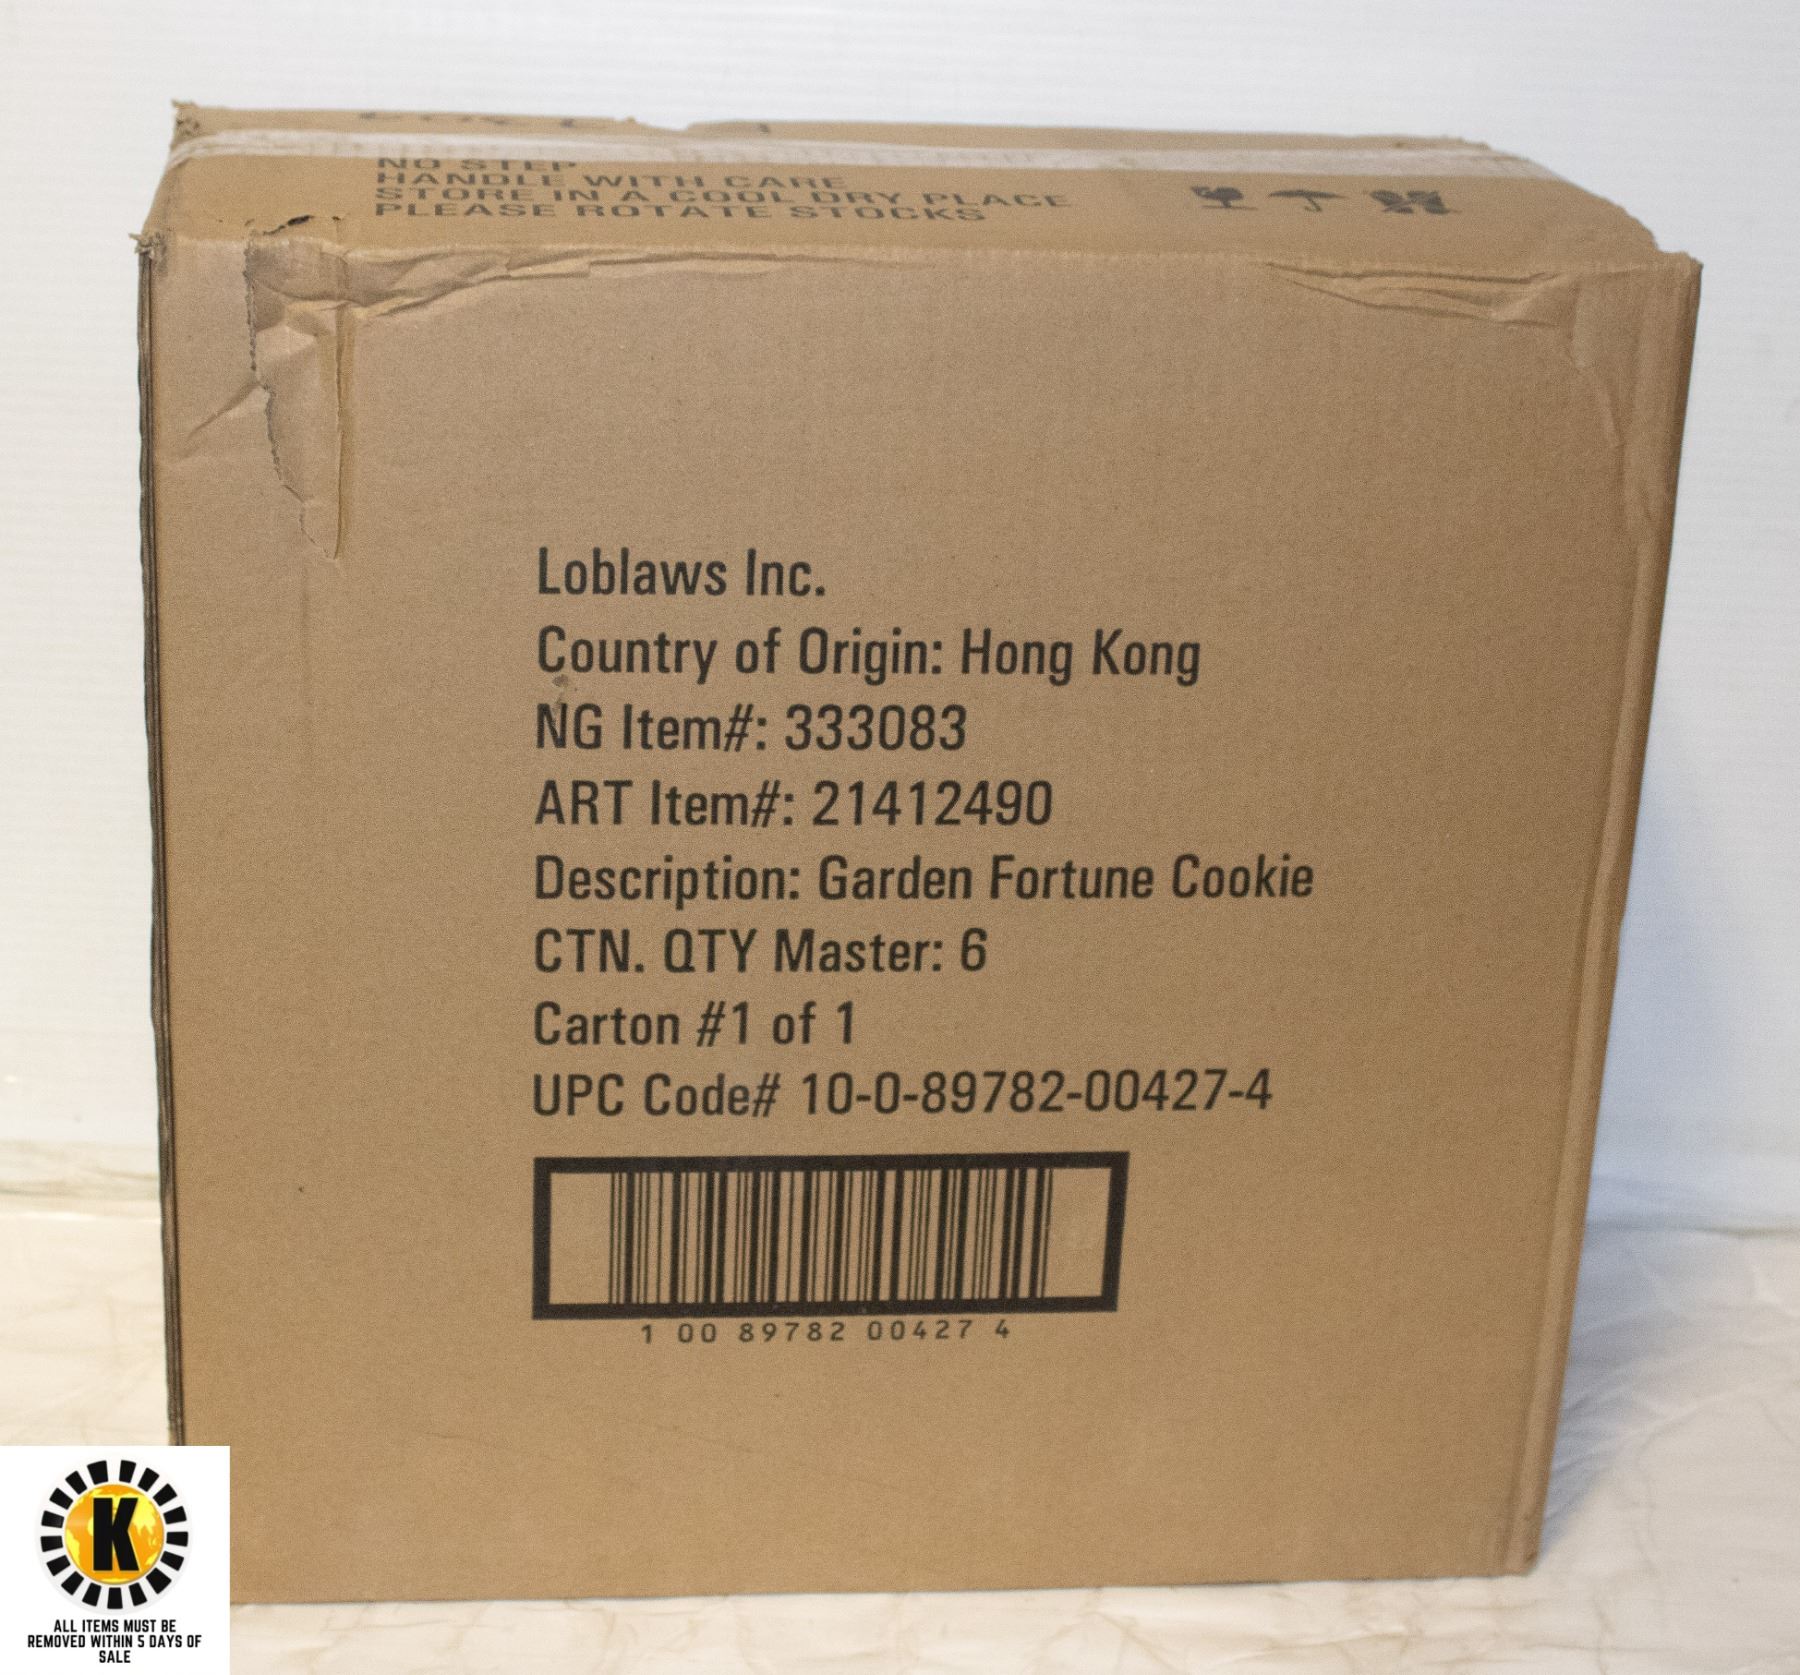 NO STEP
HANDLE WITH CARE
STORE IN A COOL DRY PLACE
PLEASE ROTATE STOCKS
Loblaws Inc.
Country of Origin: Hong Kong
NG Item#: 333083
ART Item#: 21412490
Description: Garden Fortune Cookie
CTN. QTY Master: 6
Carton #1 of 1
UPC Code# 10-0-89782-00427-4
1 00 89782 00427 4
K
ALL ITEMS MUST BE
REMOVED WITHIN 5 DAYS OF
SALE